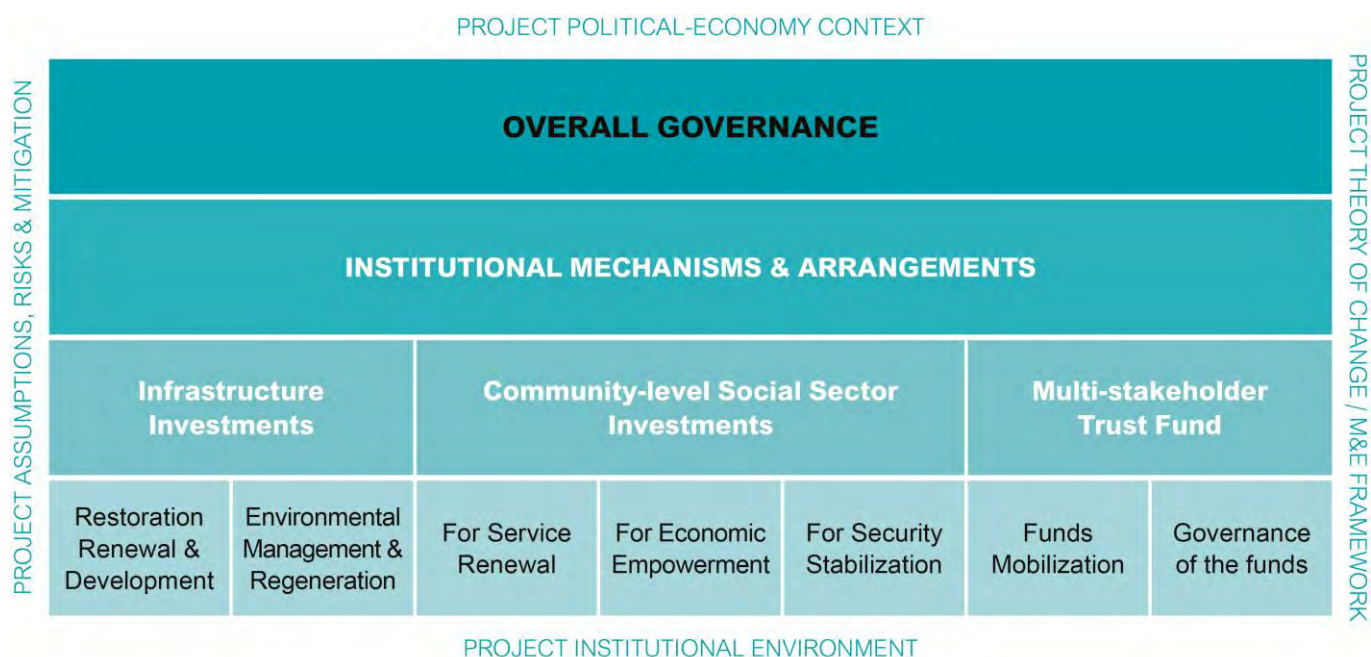 PROJECT POLITICAL-ECONOMY CONTEXT
PROJECT ASSUMPTIONS, RISKS & MITIGATION
OVERALL GOVERNANCE
INSTITUTIONAL MECHANISMS & ARRANGEMENTS
Infrastructure
Investments
Community-level Social Sector
Investments
Multi-stakeholder
Trust Fund
Restoration
Renewal &
Development
Environmental
Management &
Regeneration
For Service
Renewal
For Economic
Empowerment
For Security
Stabilization
Funds
Mobilization
Governance
of the funds
PROJECT THEORY OF CHANGE / M&E FRAMEWORK
PROJECT INSTITUTIONAL ENVIRONMENT